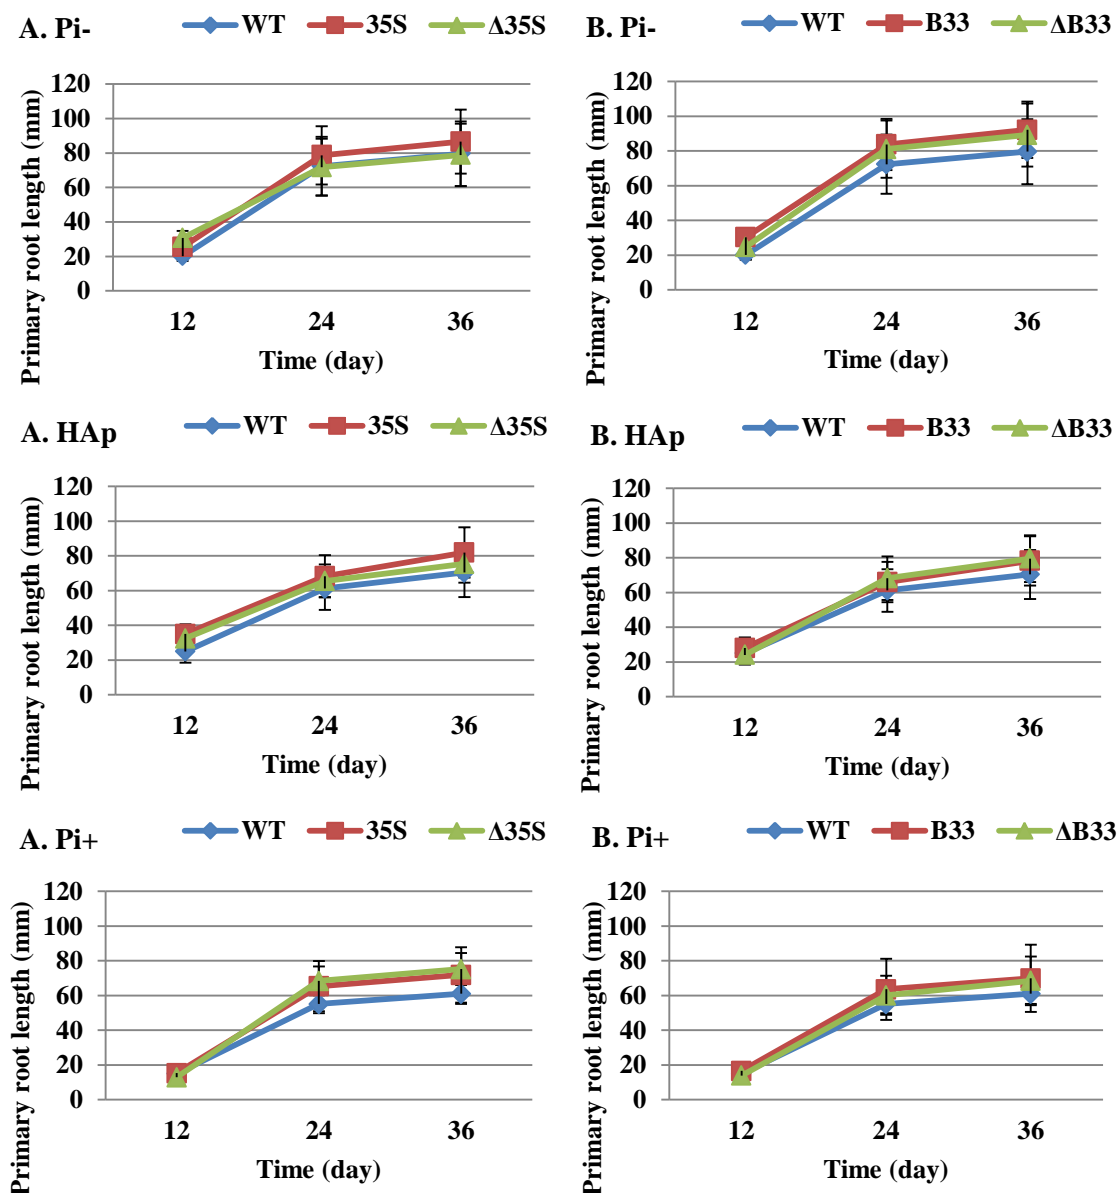 A. Pi-
WT 35S Δ35S
Primary root length (mm)
120
100
80
60
40
20
0
12 24 36
Time (day)
B. Pi-
WT B33 ΔB33
Primary root length (mm)
120
100
80
60
40
20
0
12 24 36
Time (day)
A. HAp
WT 35S Δ35S
Primary root length (mm)
120
100
80
60
40
20
0
12 24 36
Time (day)
B. HAp
WT B33 ΔB33
Primary root length (mm)
120
100
80
60
40
20
0
12 24 36
Time (day)
A. Pi+
WT 35S Δ35S
Primary root length (mm)
120
100
80
60
40
20
0
12 24 36
Time (day)
B. Pi+
WT B33 ΔB33
Primary root length (mm)
120
100
80
60
40
20
0
12 24 36
Time (day)